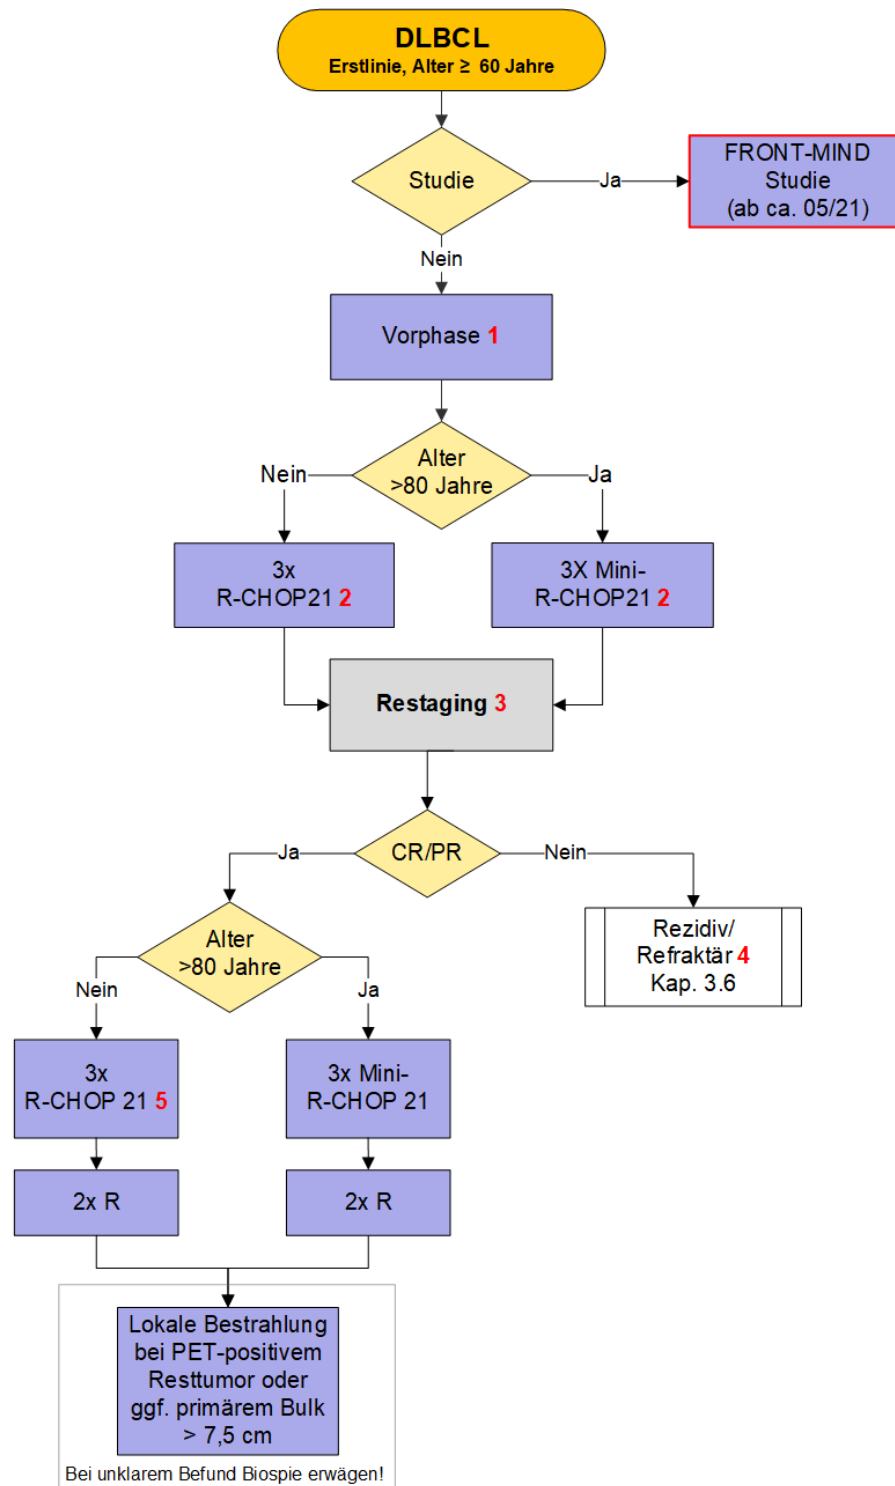 DLBCL
Erstlinie, Alter ≥ 60 Jahre
Studie
Ja
FRONT-MIND
Studie
(ab ca. 05/21)
Nein
Vorphase 1
Alter
>80 Jahre
Nein
Ja
3x
R-CHOP21 2
3X Mini-
R-CHOP21 2
Restaging 3
CR/PR
Ja
Nein
Alter
>80 Jahre
Rezidiv/
Refraktär 4
Kap. 3.6
Nein
Ja
3x
R-CHOP 21 5
3x Mini-
R-CHOP 21
2x R
2x R
Lokale Bestrahlung
bei PET-positivem
Resttumor oder
ggf. primärem Bulk
> 7,5 cm
Bei unklarem Befund Biospie erwägen!